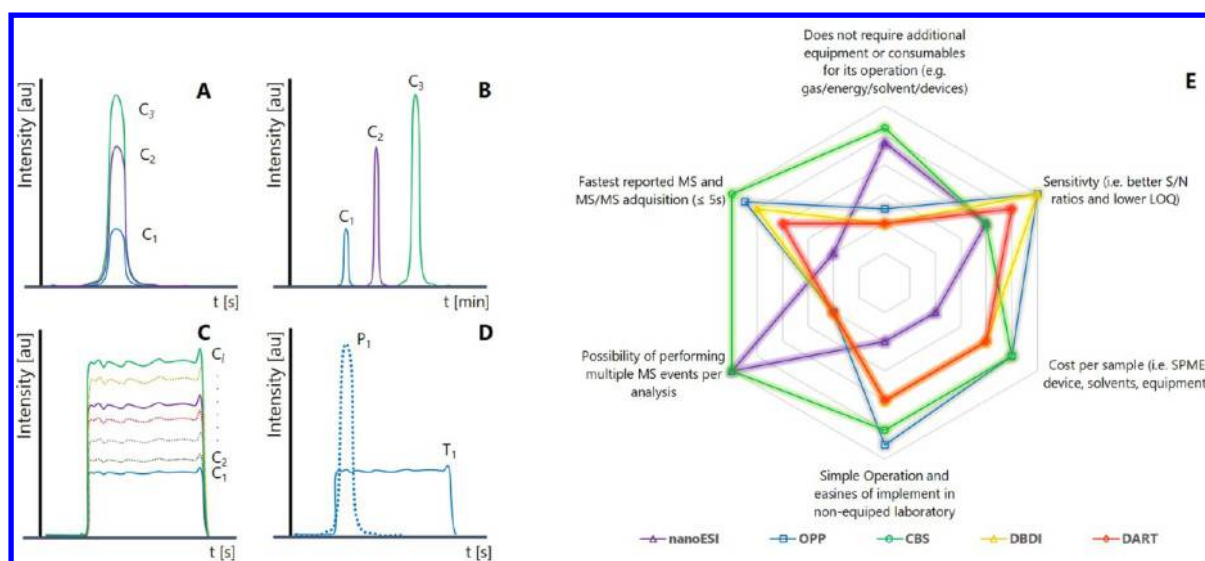 A
Intensity [au]
C3
C2
C1
t [s]
B
Intensity [au]
C1
C2
C3
t [min]
C
Intensity [au]
Cl
C2
C1
t [s]
D
Intensity [au]
P1
T1
t [s]
E
Does not require additional
equipment or consumables
for its operation (e.g.
gas/energy/solvent/devices)
Fastest reported MS and
MS/MS adquisition (≤ 5s)
Sensitivty (i.e. better S/N
ratios and lower LOQ)
Possibility of performing
multiple MS events per
analysis
Cost per sample (i.e. SPME
device, solvents, equipment
Simple Operation and
easines of implement in
non-equiped laboratory
nanoESI
OPP
CBS
DBDI
DART